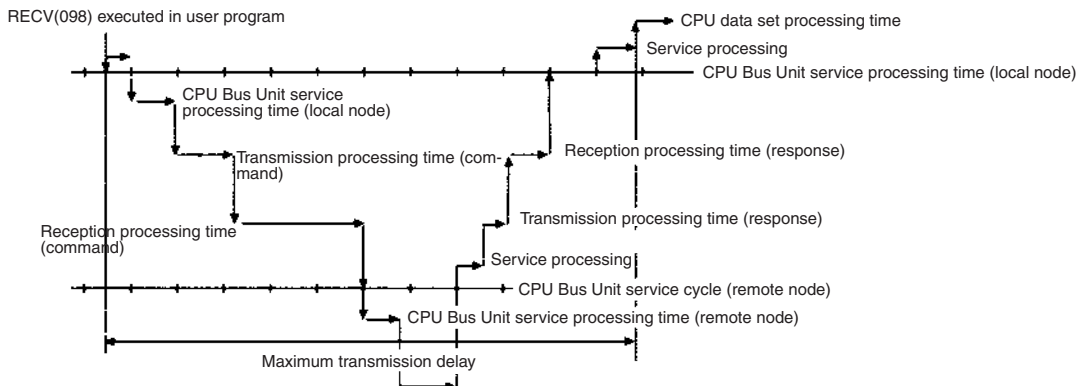 RECV(098) executed in user program
CPU data set processing time
Service processing
CPU Bus Unit service processing time (local node)
CPU Bus Unit service
processing time (local node)
Transmission processing time (com-
mand)
Reception processing time (response)
Transmission processing time (response)
Reception processing time
(command)
Service processing
CPU Bus Unit service cycle (remote node)
CPU Bus Unit service processing time (remote node)
Maximum transmission delay